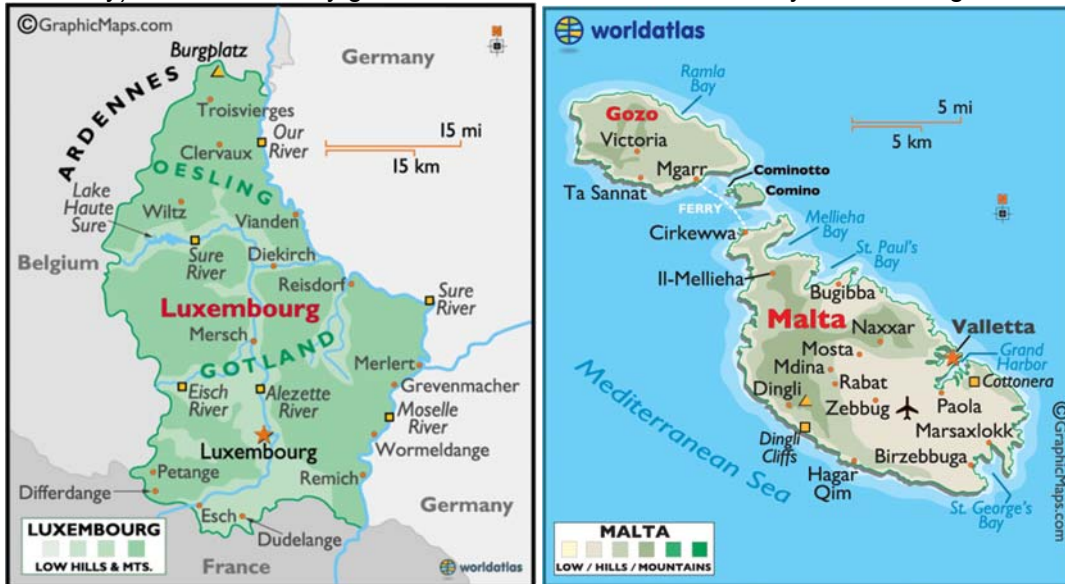 ©GraphicMaps.com
Burgplatz
Germany
ARDENNES
Troisvierges
Our
River
15 mi
15 km
Clervaux
OESLING
Lake
Haute
Sure
Wiltz
Vianden
Belgium
Sure
River
Diekirch
Reisdorf
Sure
River
Luxembourg
Mersch
GOTLAND
Merlert
Eisch
River
Alezette
River
Grevenmacher
Moselle
River
Luxembourg
Wormeldange
Petange
Remich
Differdange
Germany
Esch
Dudelange
LUXEMBOURG
LOW HILLS & MTS.
France
worldatlas
worldatlas
Ramla
Bay
5 mi
5 km
Gozo
Victoria
Mgarr
Cominotto
Comino
Ta Sannat
FERRY
Mellieha
Bay
Cirkewwa
St. Paul's
Bay
Il-Mellieha
Bugibba
Malta
Naxxar
Valletta
Mosta
Grand
Harbor
Mdina
Cottonera
Dingli
Rabat
Zebbug
Paola
Marsaxlokk
Dingli
Cliffs
Birzebbuga
Hagar
Qim
Mediterranean Sea
St. George's
Bay
©GraphicMaps.com
MALTA
LOW / HILLS / MOUNTAINS